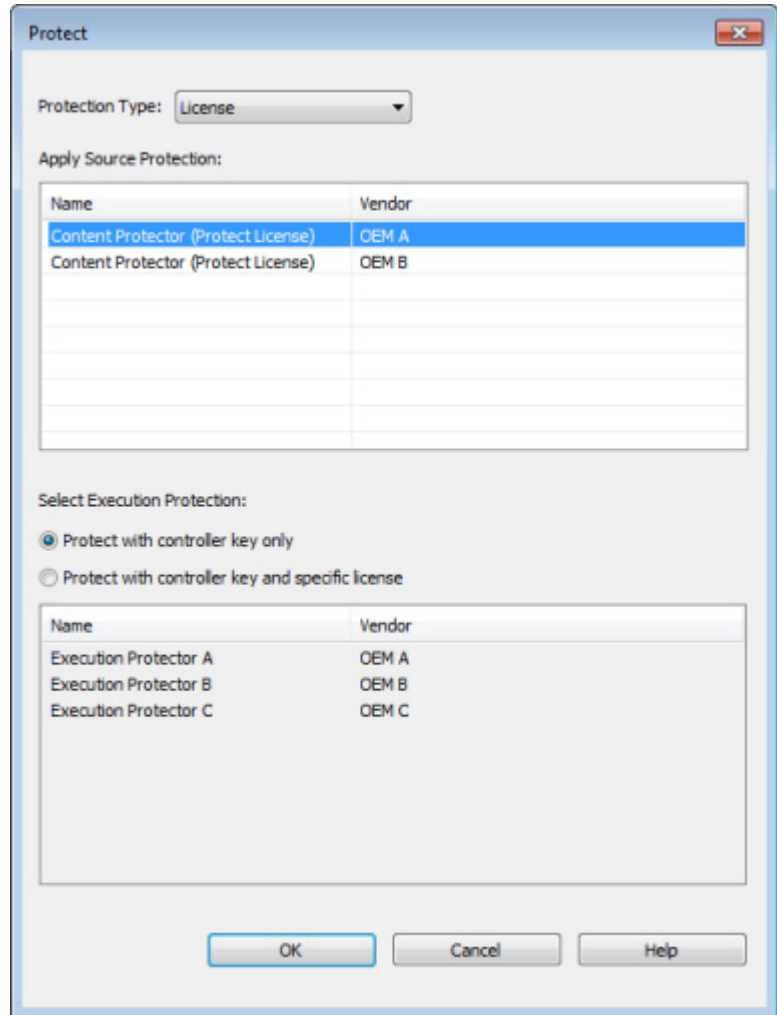 Protect
Protection Type: License
Apply Source Protection:
Name Vendor
Content Protector (Protect License) OEM A
Content Protector (Protect License) OEM B
Select Execution Protection:
Protect with controller key only
Protect with controller key and specific license
Name Vendor
Execution Protector A OEM A
Execution Protector B OEM B
Execution Protector C OEM C
OK Cancel Help